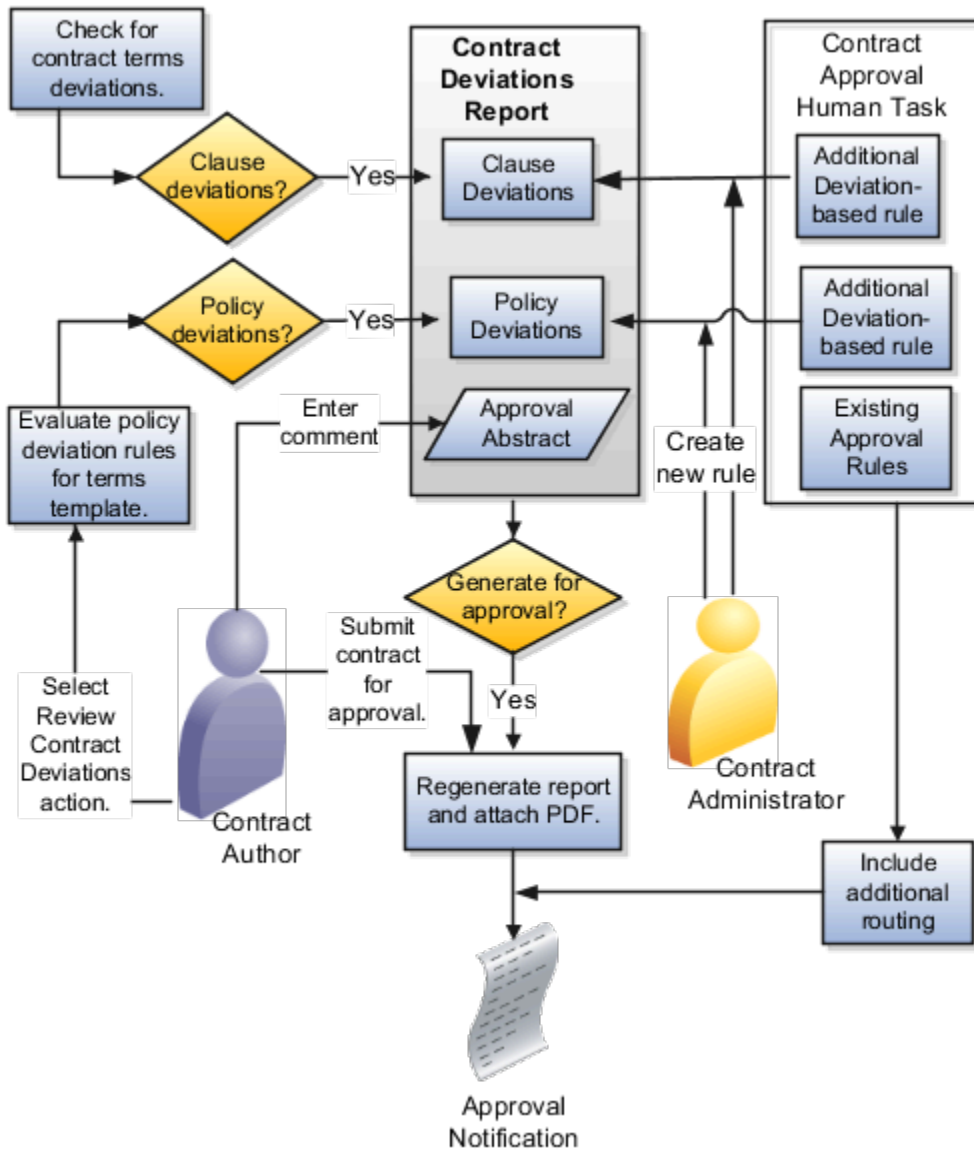 Check for
contract terms
deviations.
Clause
deviations?
Yes
Contract
Deviations
Report
Clause
Deviations
Contract
Approval
Human Task
Additional
Deviation-
based rule
Policy
deviations?
Yes
Policy
Deviations
Additional
Deviation-
based rule
Evaluate policy
deviation rules
for terms
template.
Enter
comment
Approval
Abstract
Create
new rule
Existing
Approval
Rules
Generate for
approval?
Select
Review
Contract
Deviations
action.
Contract
Author
Submit
contract
for
approval.
Yes
Regenerate report
and attach PDF.
Contract
Administrator
Include
additional
routing
Approval
Notification